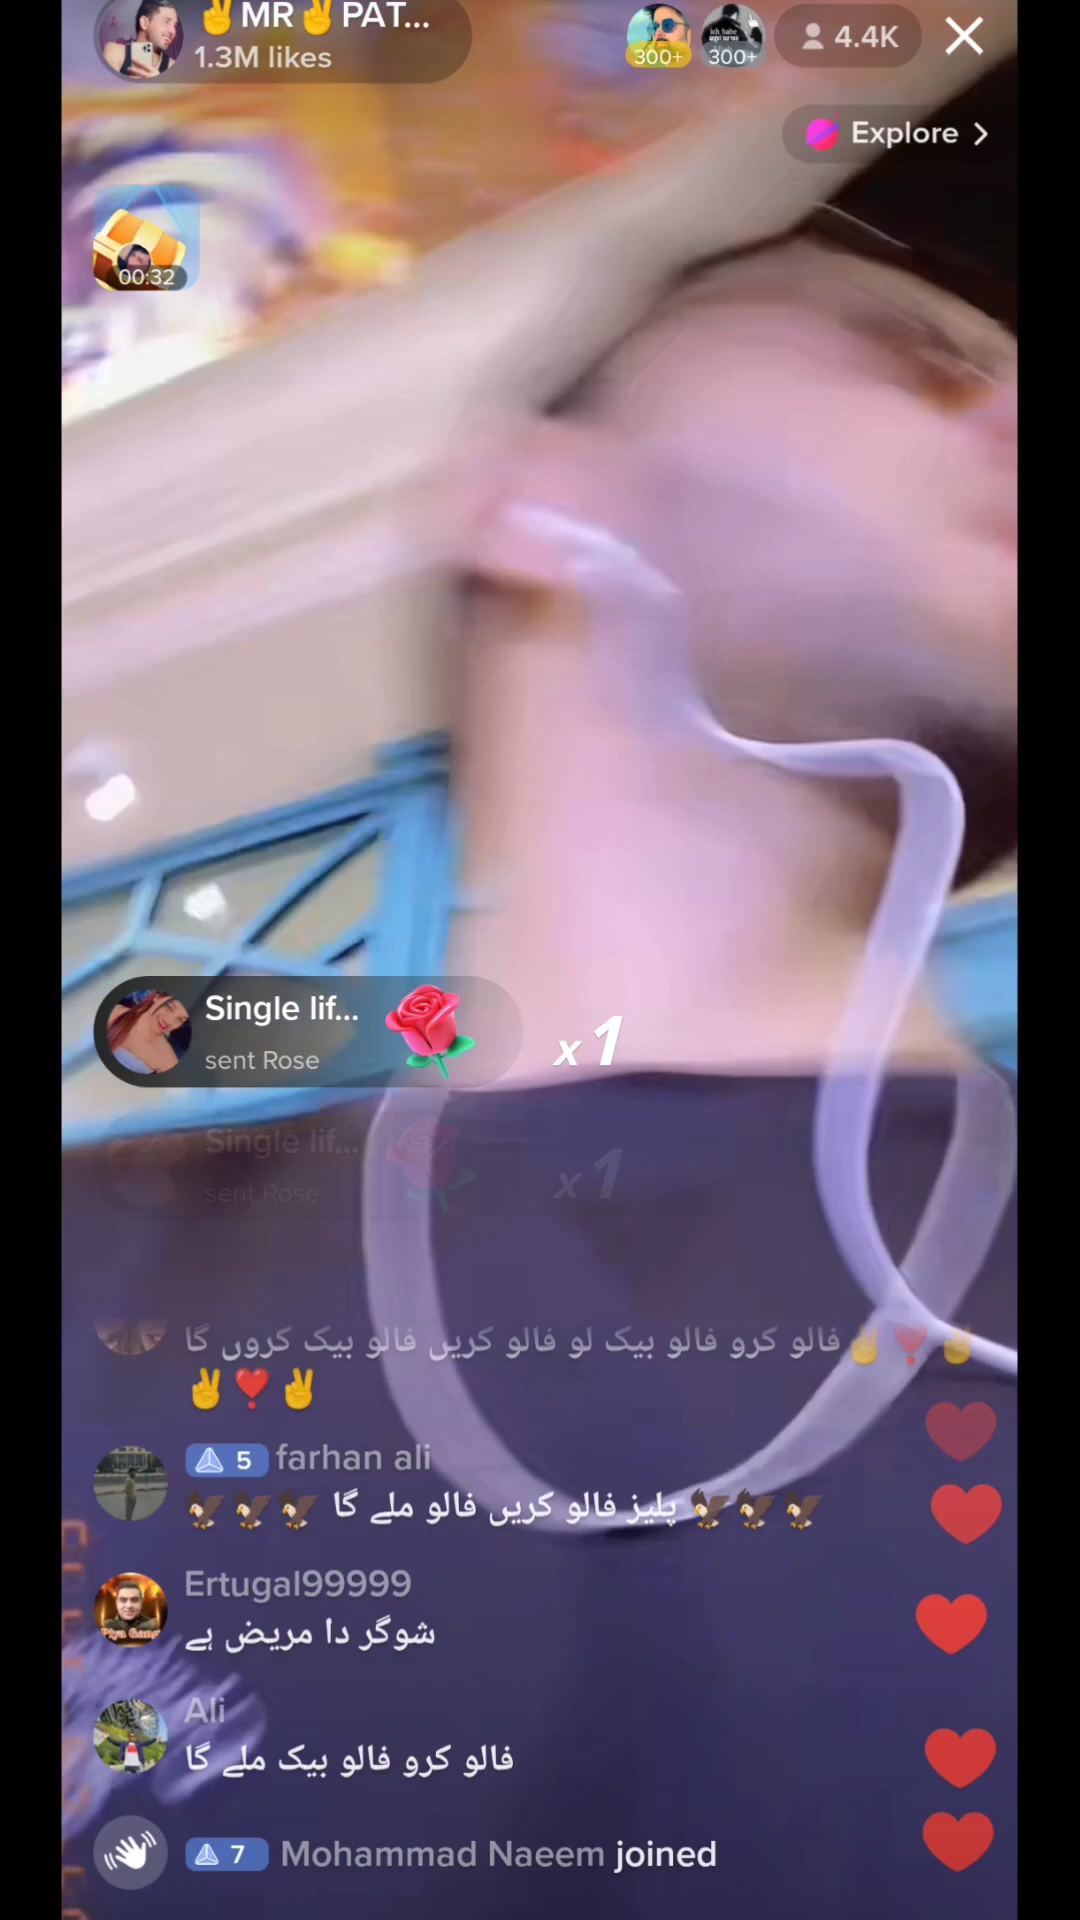 ✌️MR✌️PAT...
1.3M likes
300+
ich habe
300+
4.4K
Explore
00:32
Single lif...
sent Rose
x1
Single lif...
sent Rose
x1
فالو کرو فالو بیک لو فالو کریں فالو بیک کروں گا ✌️❣️✌️
✌️❣️✌️
5 farhan ali
🦅🦅🦅 پلیز فالو کریں فالو ملے گا 🦅🦅🦅
Ertugal99999
شوگر دا مریض ہے
Ali
فالو کرو فالو بیک ملے گا
7 Mohammad Naeem joined